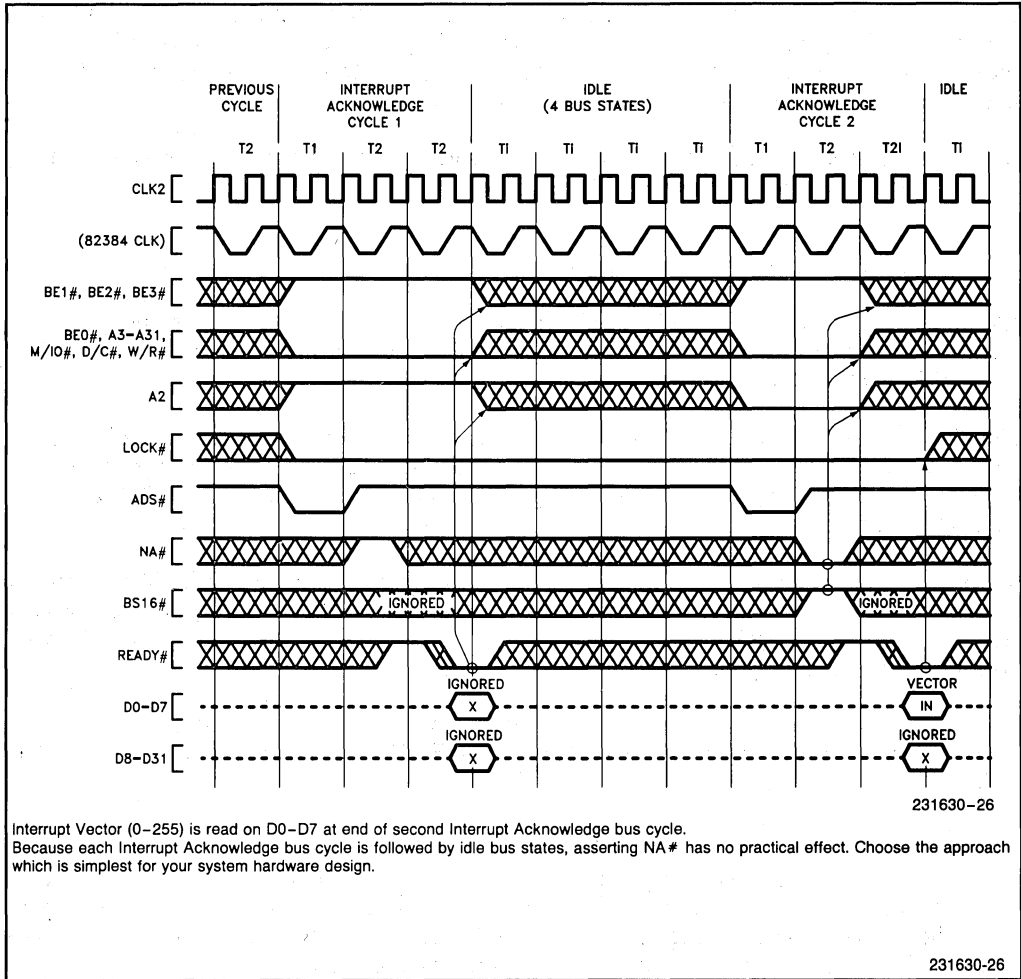 PREVIOUS CYCLE
INTERRUPT ACKNOWLEDGE CYCLE 1
IDLE (4 BUS STATES)
INTERRUPT ACKNOWLEDGE CYCLE 2
IDLE
T2 T1 T2 T2 TI TI TI TI T1 T2 T2I TI
CLK2
(82384 CLK)
BE1#, BE2#, BE3#
BE0#, A3-A31,
M/IO#, D/C#, W/R#
A2
LOCK#
ADS#
NA#
BS16# IGNORED IGNORED
READY#
IGNORED VECTOR
D0-D7 X IN
IGNORED IGNORED
D8-D31 X X
231630-26
Interrupt Vector (0-255) is read on D0-D7 at end of second Interrupt Acknowledge bus cycle.
Because each Interrupt Acknowledge bus cycle is followed by idle bus states, asserting NA# has no practical effect. Choose the approach
which is simplest for your system hardware design.
231630-26